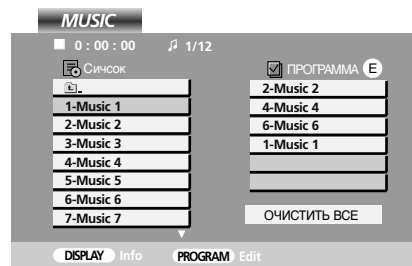 MUSIC
0 : 00 : 00 1/12
Сичсок
ПРОГРАММА E
1-Music 1
2-Music 2
3-Music 3
4-Music 4
5-Music 5
6-Music 6
7-Music 7
2-Music 2
4-Music 4
6-Music 6
1-Music 1
ОЧИСТИТЬ ВСЕ
DISPLAY Info PROGRAM Edit